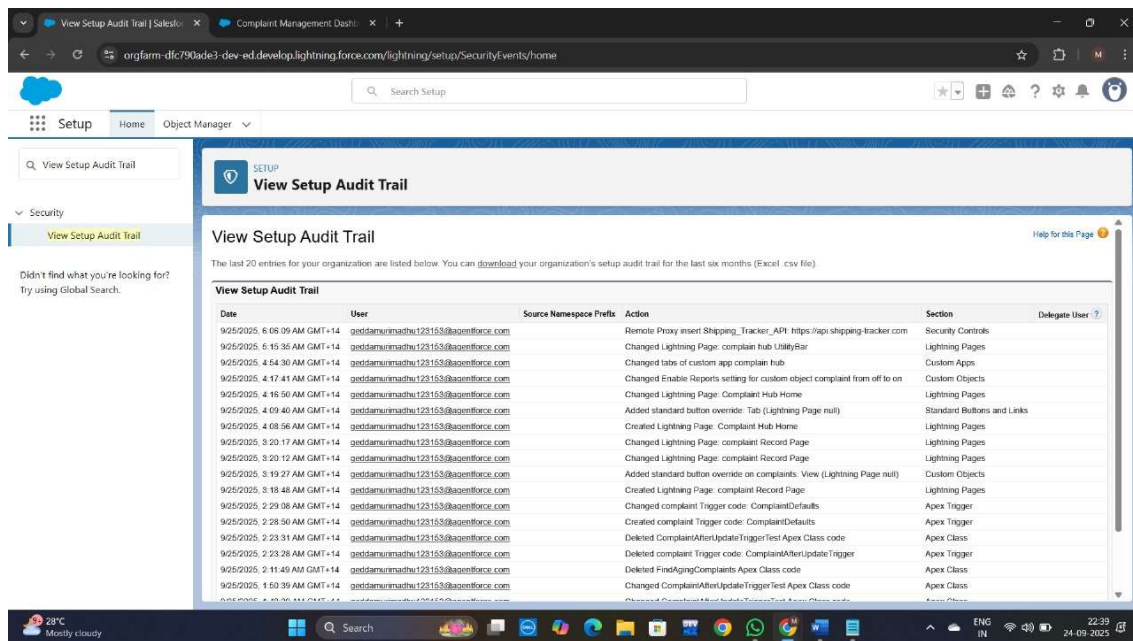 View Setup Audit Trail | Salesfo
Complaint Management Dashb
orgfarm-dfc790ade3-dev-ed.develop.lightning.force.com/lightning/setup/SecurityEvents/home
M
Search Setup
Setup Home Object Manager
View Setup Audit Trail
Security
View Setup Audit Trail
Didn't find what you're looking for?
Try using Global Search.
SETUP
View Setup Audit Trail
View Setup Audit Trail
Help for this Page
The last 20 entries for your organization are listed below. You can download your organization's setup audit trail for the last six months (Excel .csv file).
View Setup Audit Trail
Date User Source Namespace Prefix Action Section Delegate User ?
9/25/2025, 6:06:09 AM GMT+14 geddamurimadhu123153@agentforce.com Remote Proxy insert Shipping_Tracker_API: https://api.shipping-tracker.com Security Controls
9/25/2025, 5:15:35 AM GMT+14 geddamurimadhu123153@agentforce.com Changed Lightning Page: complain hub UtilityBar Lightning Pages
9/25/2025, 4:54:30 AM GMT+14 geddamurimadhu123153@agentforce.com Changed tabs of custom app complain hub Custom Apps
9/25/2025, 4:17:41 AM GMT+14 geddamurimadhu123153@agentforce.com Changed Enable Reports setting for custom object complaint from off to on Custom Objects
9/25/2025, 4:16:50 AM GMT+14 geddamurimadhu123153@agentforce.com Changed Lightning Page: Complaint Hub Home Lightning Pages
9/25/2025, 4:09:40 AM GMT+14 geddamurimadhu123153@agentforce.com Added standard button override: Tab (Lightning Page null) Standard Buttons and Links
9/25/2025, 4:08:56 AM GMT+14 geddamurimadhu123153@agentforce.com Created Lightning Page: Complaint Hub Home Lightning Pages
9/25/2025, 3:20:17 AM GMT+14 geddamurimadhu123153@agentforce.com Changed Lightning Page: complaint Record Page Lightning Pages
9/25/2025, 3:20:12 AM GMT+14 geddamurimadhu123153@agentforce.com Changed Lightning Page: complaint Record Page Lightning Pages
9/25/2025, 3:19:27 AM GMT+14 geddamurimadhu123153@agentforce.com Added standard button override on complaints: View (Lightning Page null) Custom Objects
9/25/2025, 3:18:48 AM GMT+14 geddamurimadhu123153@agentforce.com Created Lightning Page: complaint Record Page Lightning Pages
9/25/2025, 2:29:08 AM GMT+14 geddamurimadhu123153@agentforce.com Changed complaint Trigger code: ComplaintDefaults Apex Trigger
9/25/2025, 2:28:50 AM GMT+14 geddamurimadhu123153@agentforce.com Created complaint Trigger code: ComplaintDefaults Apex Trigger
9/25/2025, 2:23:31 AM GMT+14 geddamurimadhu123153@agentforce.com Deleted ComplaintAfterUpdateTriggerTest Apex Class code Apex Class
9/25/2025, 2:23:28 AM GMT+14 geddamurimadhu123153@agentforce.com Deleted complaint Trigger code: ComplaintAfterUpdateTrigger Apex Trigger
9/25/2025, 2:11:49 AM GMT+14 geddamurimadhu123153@agentforce.com Deleted FindAgingComplaints Apex Class code Apex Class
9/25/2025, 1:50:39 AM GMT+14 geddamurimadhu123153@agentforce.com Changed ComplaintAfterUpdateTriggerTest Apex Class code Apex Class
28°C
Mostly cloudy
Search
ENG
IN
22:39
24-09-2025